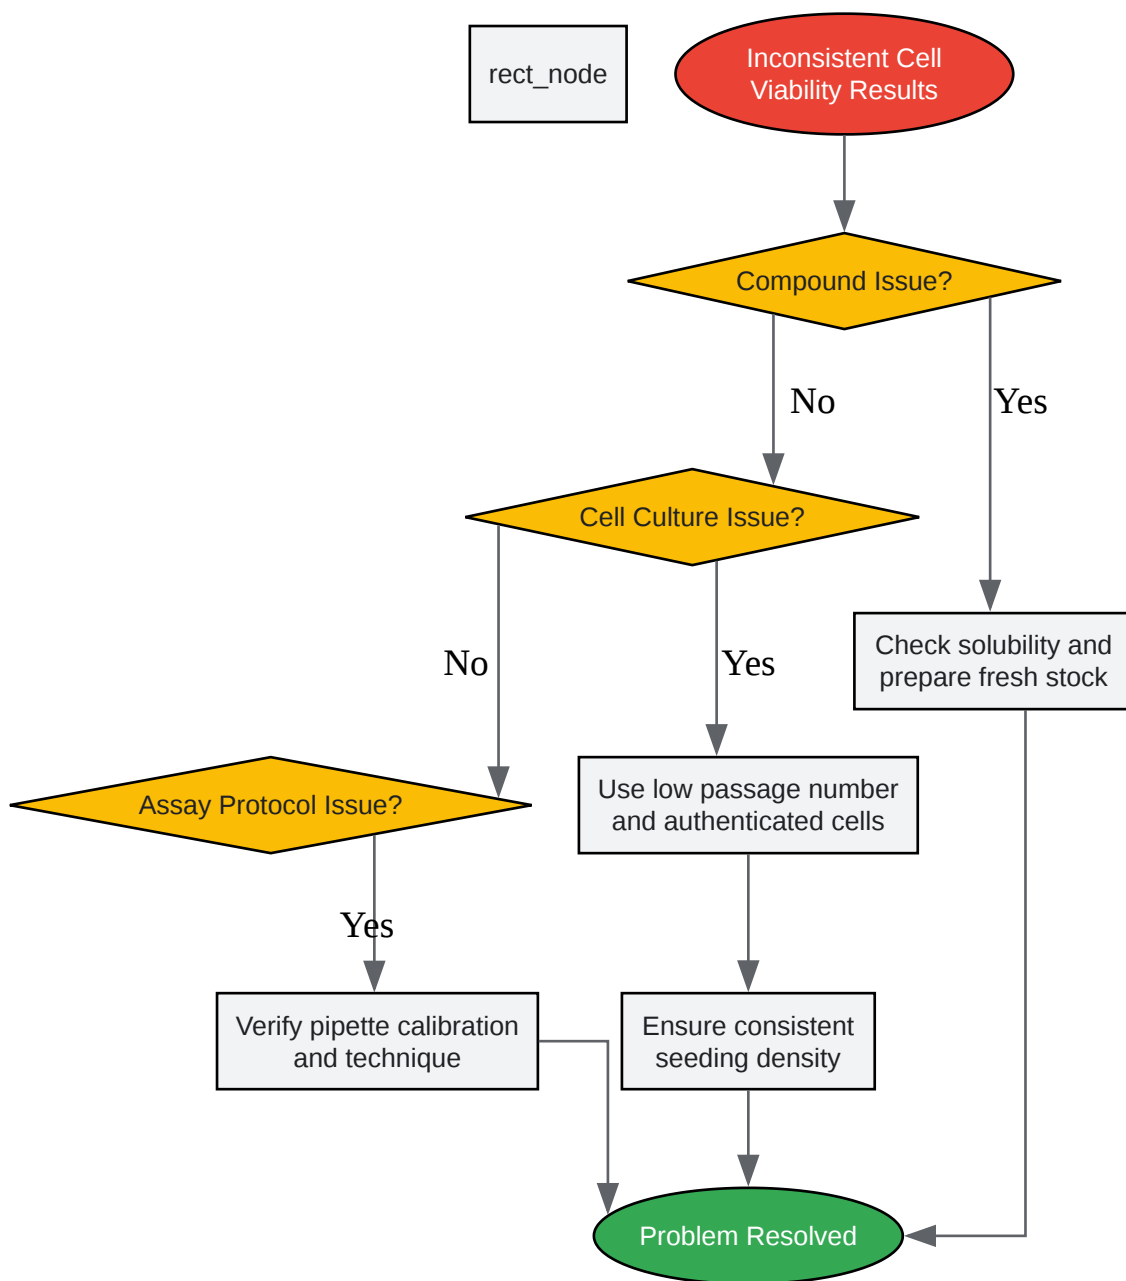 rect_node
Inconsistent Cell
Viability Results
Compound Issue?
No
Yes
Cell Culture Issue?
No
Yes
Check solubility and
prepare fresh stock
Assay Protocol Issue?
Use low passage number
and authenticated cells
Yes
Verify pipette calibration
and technique
Ensure consistent
seeding density
Problem Resolved